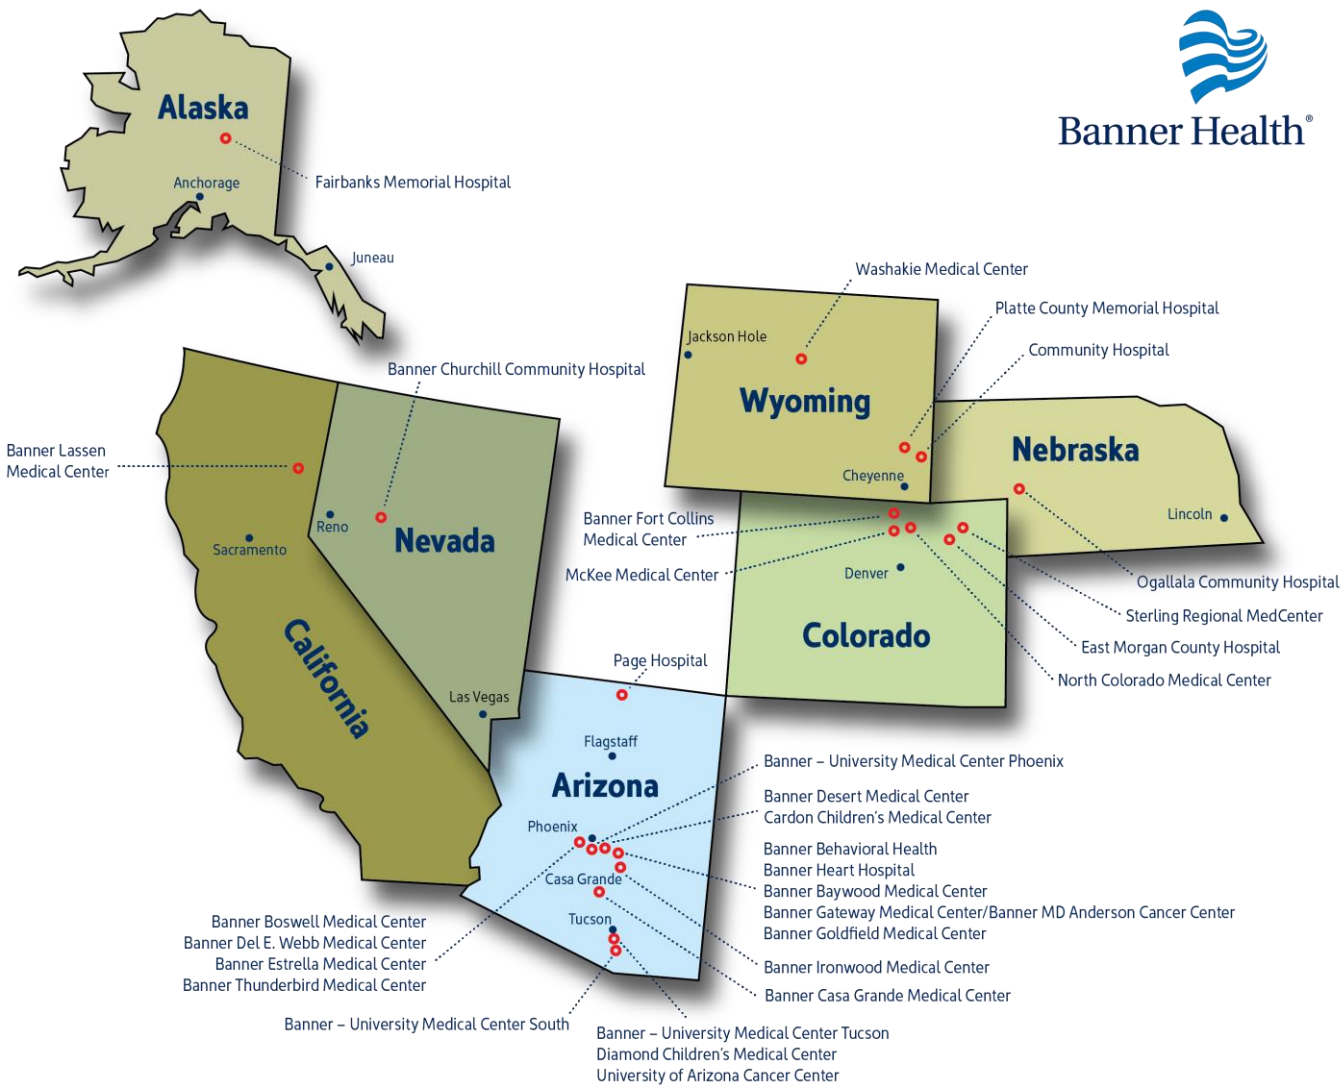 Banner Health®
Alaska
Anchorage
Fairbanks Memorial Hospital
Juneau
Washakie Medical Center
Platte County Memorial Hospital
Community Hospital
Jackson Hole
Wyoming
Cheyenne
Banner Churchill Community Hospital
Banner Lassen
Medical Center
Reno
Nevada
Sacramento
California
Las Vegas
Nebraska
Lincoln
Banner Fort Collins
Medical Center
McKee Medical Center
Denver
Colorado
Ogallala Community Hospital
Sterling Regional MedCenter
East Morgan County Hospital
North Colorado Medical Center
Page Hospital
Flagstaff
Arizona
Phoenix
Casa Grande
Tucson
Banner – University Medical Center Phoenix
Banner Desert Medical Center
Cardon Children's Medical Center
Banner Behavioral Health
Banner Heart Hospital
Banner Baywood Medical Center
Banner Gateway Medical Center/Banner MD Anderson Cancer Center
Banner Goldfield Medical Center
Banner Ironwood Medical Center
Banner Casa Grande Medical Center
Banner Boswell Medical Center
Banner Del E. Webb Medical Center
Banner Estrella Medical Center
Banner Thunderbird Medical Center
Banner – University Medical Center South
Banner – University Medical Center Tucson
Diamond Children's Medical Center
University of Arizona Cancer Center